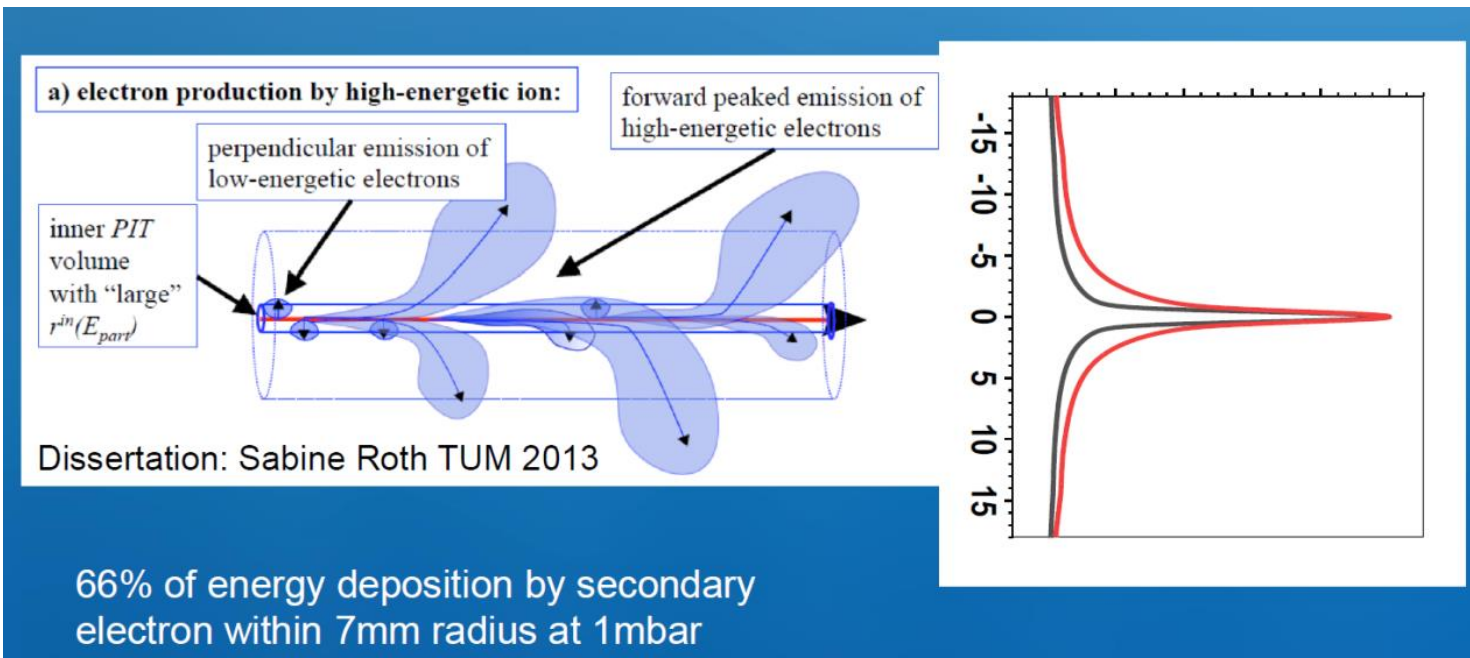 a) electron production by high-energetic ion:
perpendicular emission of
low-energetic electrons
forward peaked emission of
high-energetic electrons
inner PIT
volume
with “large”
r^in(E_part)
Dissertation: Sabine Roth TUM 2013
66% of energy deposition by secondary
electron within 7mm radius at 1mbar
-15
-10
-5
0
5
10
15